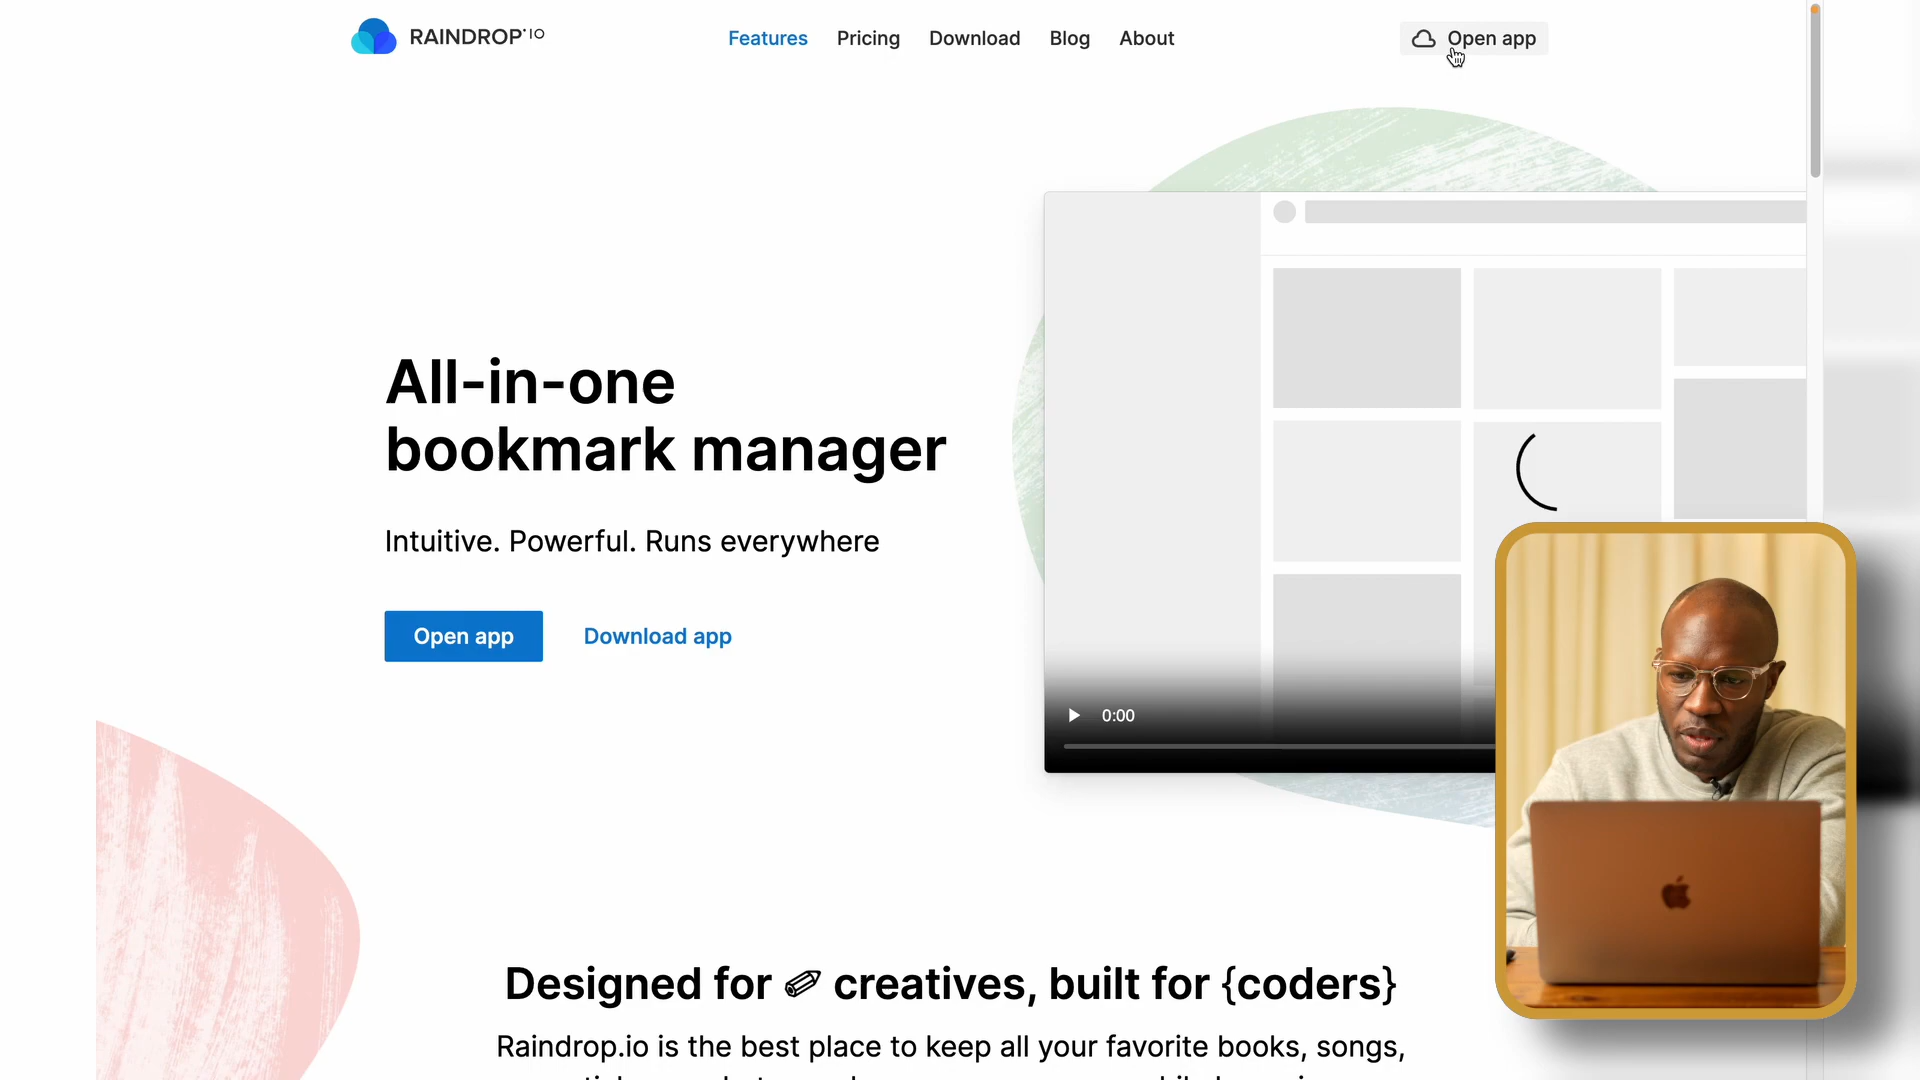 RAINDROP.IO
Features
Pricing
Download
Blog
About
Open app
All-in-one
bookmark manager
Intuitive. Powerful. Runs everywhere
Open app
Download app
0:00
Designed for creatives, built for {coders}
Raindrop.io is the best place to keep all your favorite books, songs,